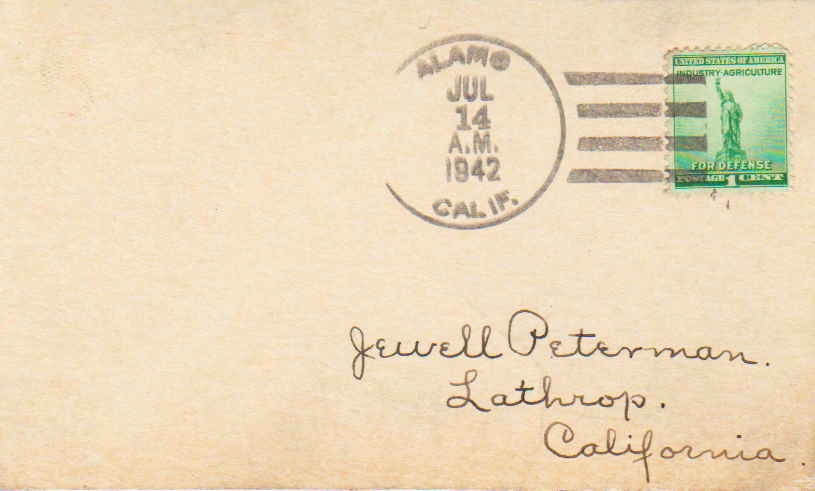 ALAMO
JUL
14
A.M.
1942
CALIF.
UNITED STATES OF AMERICA
INDUSTRY-AGRICULTURE
FOR DEFENSE
POSTAGE 1 CENT
Jewell Peterman.
Lathrop.
California.